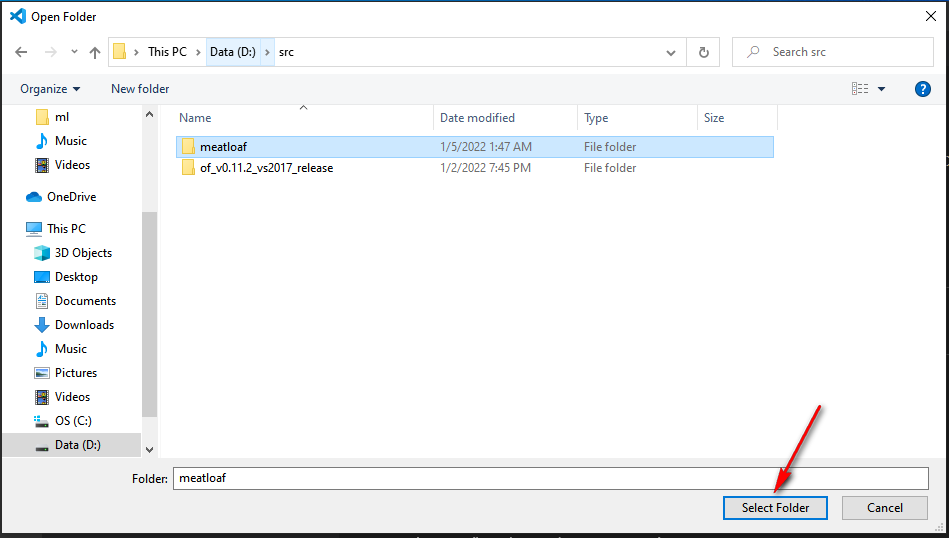 Open Folder
This PC
Data (D:)
src
Search src
Organize
New folder
?
Name
Date modified
Type
Size
ml
Music
Videos
OneDrive
This PC
3D Objects
Desktop
Documents
Downloads
Music
Pictures
Videos
OS (C:)
Data (D:)
meatloaf 1/5/2022 1:47 AM File folder
of_v0.11.2_vs2017_release 1/2/2022 7:45 PM File folder
Folder: meatloaf
Select Folder
Cancel